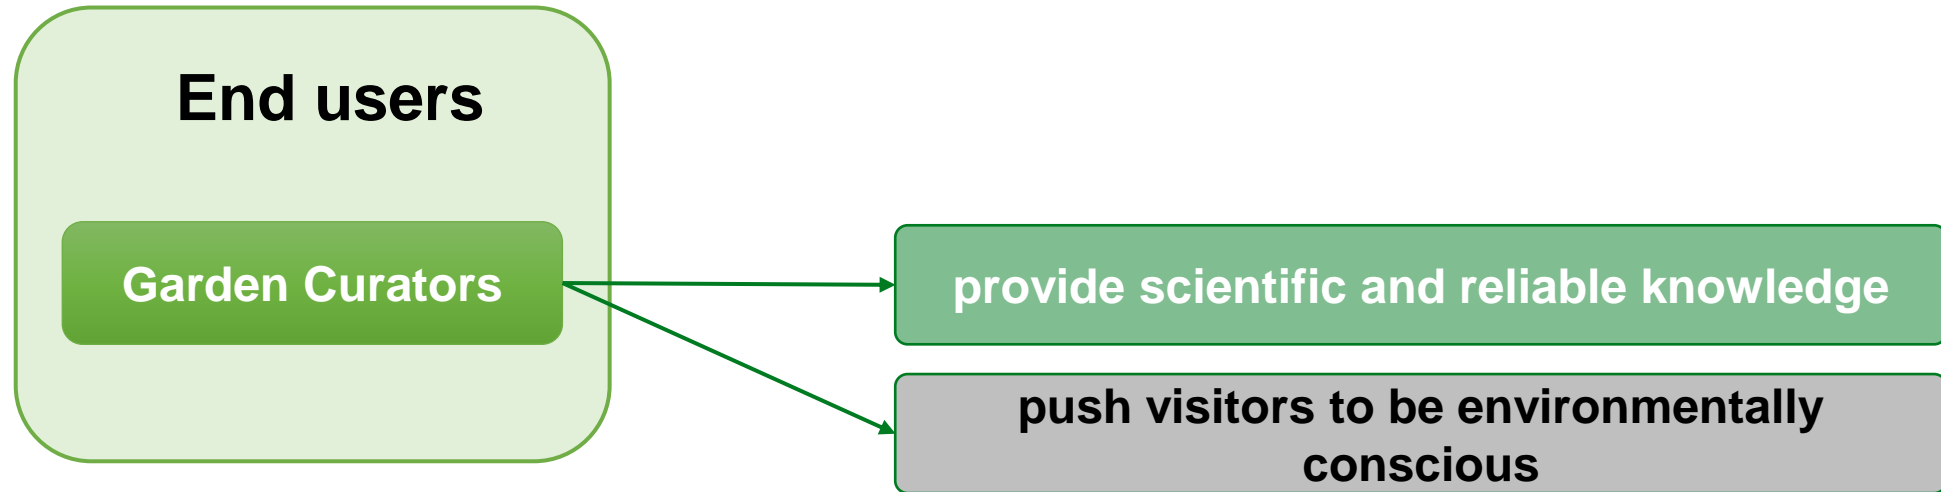 End users
Garden Curators
provide scientific and reliable knowledge
push visitors to be environmentally
conscious